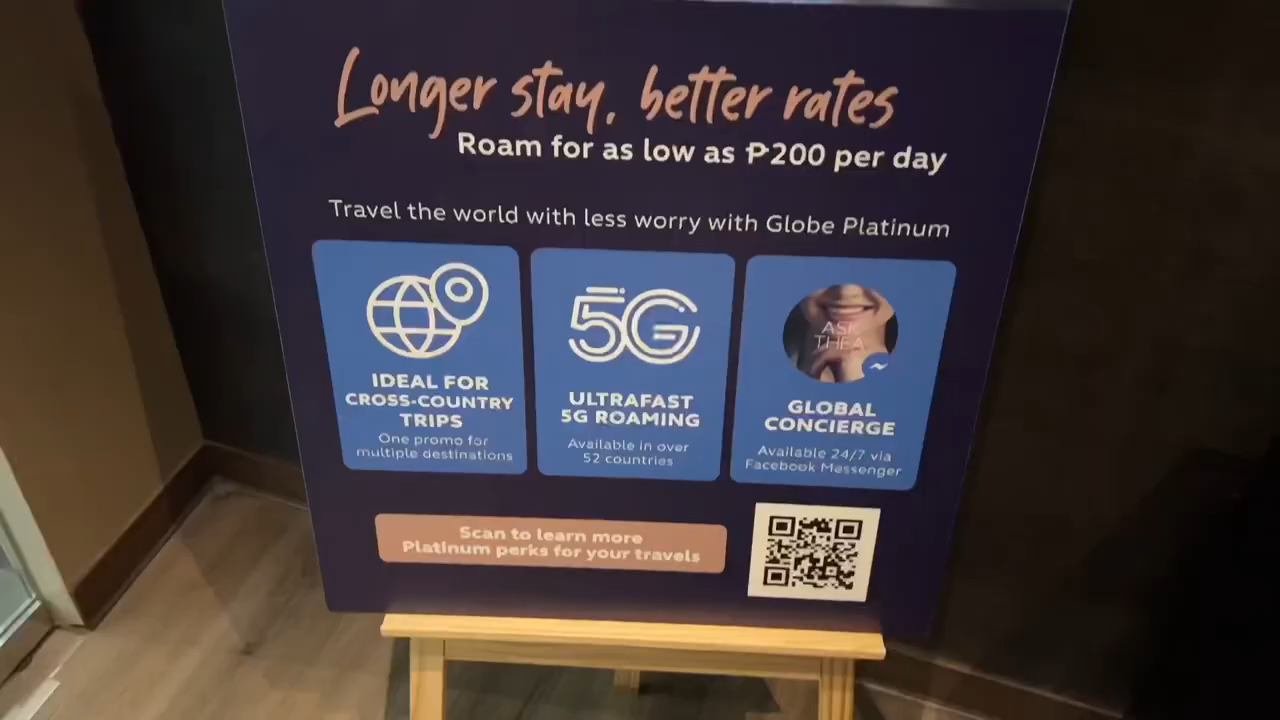 Longer stay, better rates
Roam for as low as ₱200 per day
Travel the world with less worry with Globe Platinum
IDEAL FOR
CROSS-COUNTRY
TRIPS
One promo for
multiple destinations
5G
ULTRAFAST
5G ROAMING
Available in over
52 countries
ASK
THEA
GLOBAL
CONCIERGE
Available 24/7 via
Facebook Messenger
Scan to learn more
Platinum perks for your travels